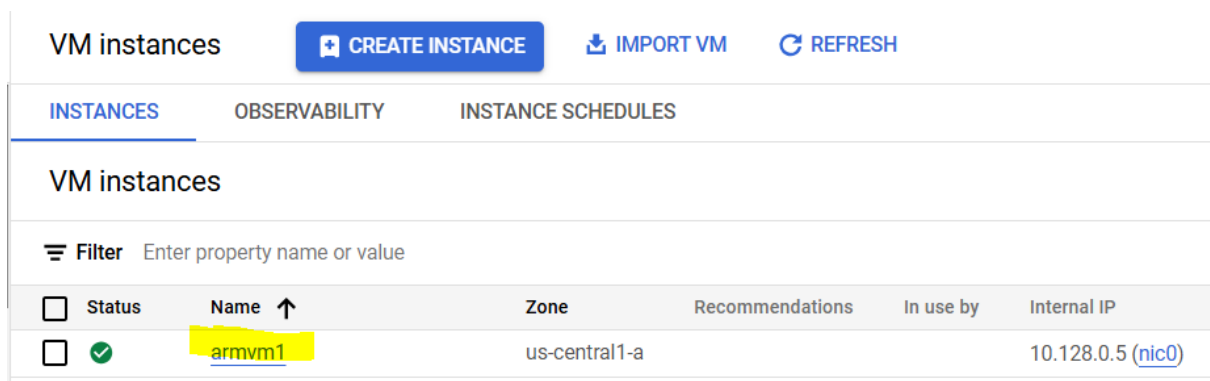 VM instances CREATE INSTANCE IMPORT VM REFRESH
INSTANCES OBSERVABILITY INSTANCE SCHEDULES
VM instances
Filter Enter property name or value
Status Name Zone Recommendations In use by Internal IP
armvm1 us-central1-a 10.128.0.5 (nic0)